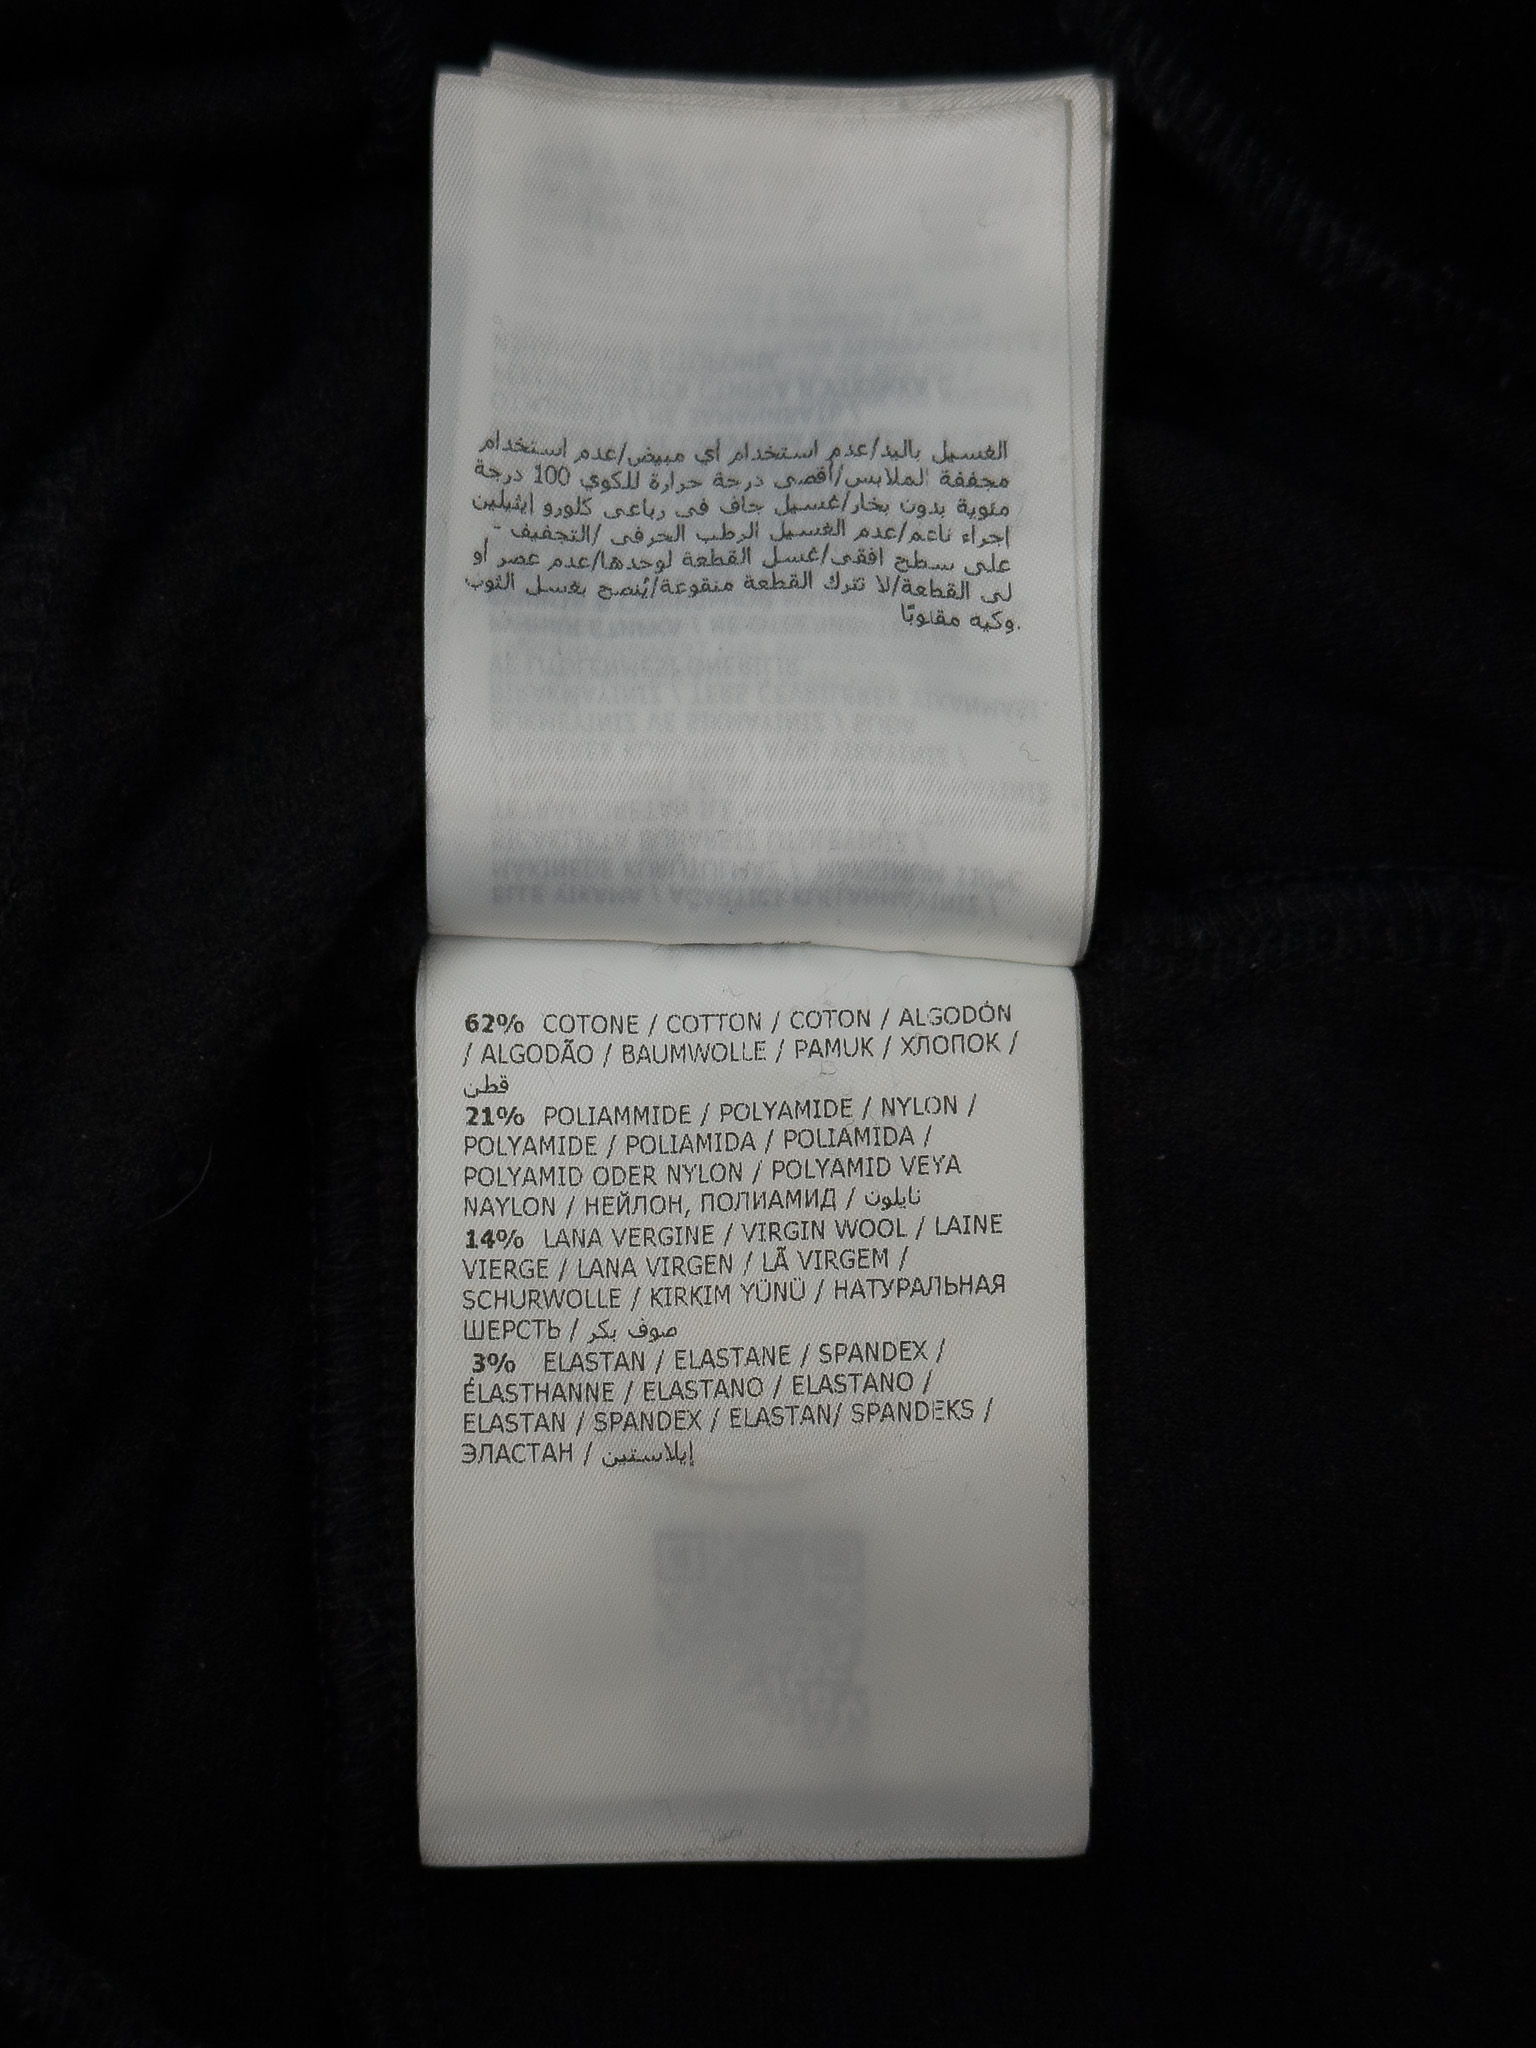 الغسيل باليد/عدم استخدام اي مبيض/عدم استخدام
مجففة الملابس/أقصى درجة حرارة للكوي 100 درجة
مئوية بدون بخار/غسيل جاف في رباعي كلورو إيثيلين
اجراء ناعم/عدم الغسيل الرطب الحرفي /التجفيف -
على سطح افقي/غسل القطعة لوحدها/عدم عصر او
لي القطعة/لا تترك القطعة منقوعة/يُنصح بغسل الثوب
وكيه مقلوبًا.
62% COTONE / COTTON / COTON / ALGODÓN
/ ALGODÃO / BAUMWOLLE / PAMUK / ХЛОПОК /
قطن
21% POLIAMMIDE / POLYAMIDE / NYLON /
POLYAMIDE / POLIAMIDA / POLIAMIDA /
POLYAMID ODER NYLON / POLYAMID VEYA
NAYLON / НЕЙЛОН, ПОЛИАМИД / نايلون
14% LANA VERGINE / VIRGIN WOOL / LAINE
VIERGE / LANA VIRGEN / LÃ VIRGEM /
SCHURWOLLE / KIRKIM YÜNÜ / НАТУРАЛЬНАЯ
ШЕРСТЬ / صوف بكر
3% ELASTAN / ELASTANE / SPANDEX /
ÉLASTHANNE / ELASTANO / ELASTANO /
ELASTAN / SPANDEX / ELASTAN/ SPANDEKS /
ЭЛАСТАН / إيلاستين